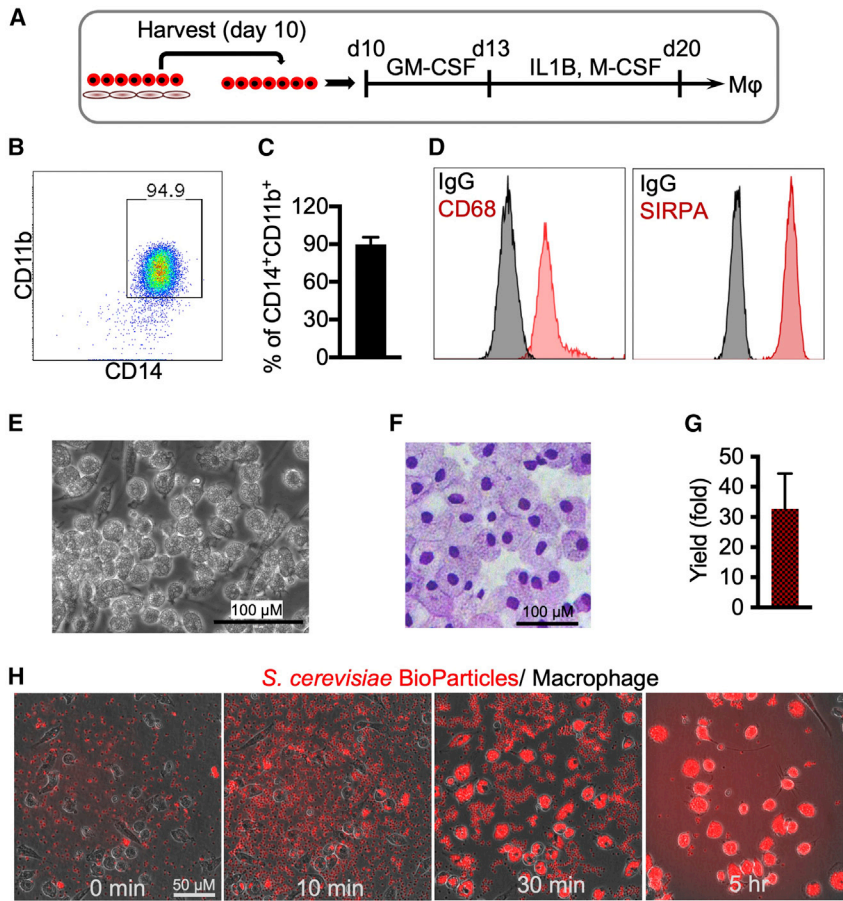 A
Harvest (day 10)
d10 d13 d20
GM-CSF IL1B, M-CSF Mφ
B
94.9
CD11b
CD14
C
% of CD14+CD11b+
120
90
60
30
0
D
IgG
CD68
IgG
SIRPA
E
100 µM
F
100 µM
G
Yield (fold)
50
40
30
20
10
0
H
S. cerevisiae BioParticles/ Macrophage
0 min 50 µM 10 min 30 min 5 hr